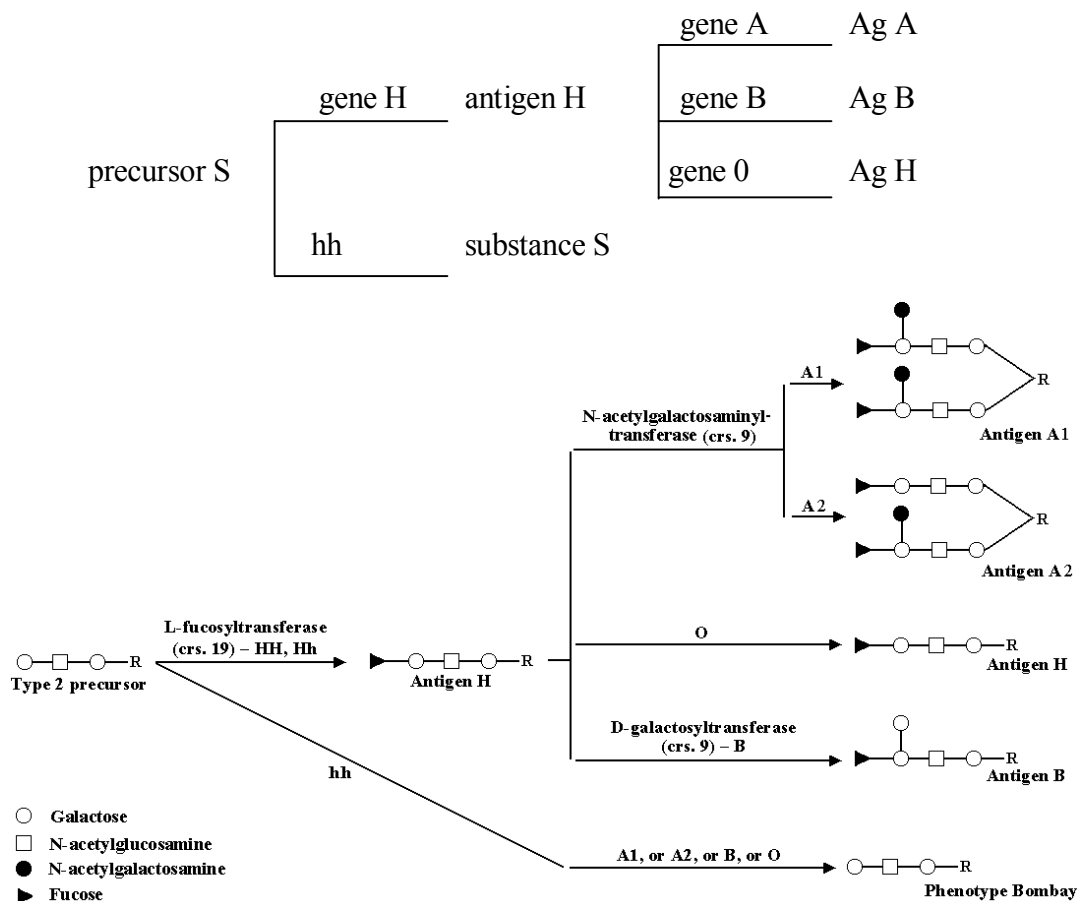 gene A
Ag A
gene H
antigen H
gene B
Ag B
precursor S
gene 0
Ag H
hh
substance S
A1
R
N-acetylgalactosaminyl-
transferase (crs. 9)
Antigen A1
A2
R
Antigen A2
L-fucosyltransferase
(crs. 19) – HH, Hh
O
R
Type 2 precursor
R
Antigen H
R
Antigen H
D-galactosyltransferase
(crs. 9) – B
R
Antigen B
hh
Galactose
N-acetylglucosamine
N-acetylgalactosamine
Fucose
A1, or A2, or B, or O
R
Phenotype Bombay